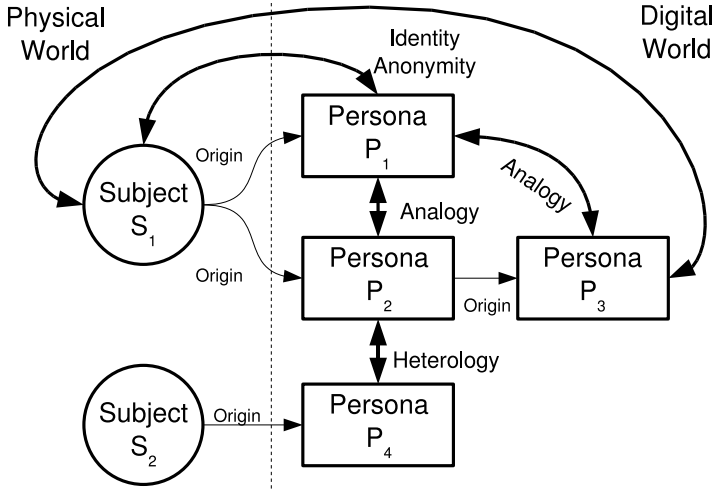 Physical
World
Digital
World
Identity
Anonymity
Persona
P1
Origin
Subject
S1
Analogy
Analogy
Origin
Persona
P2
Origin
Persona
P3
Heterology
Subject
S2
Origin
Persona
P4